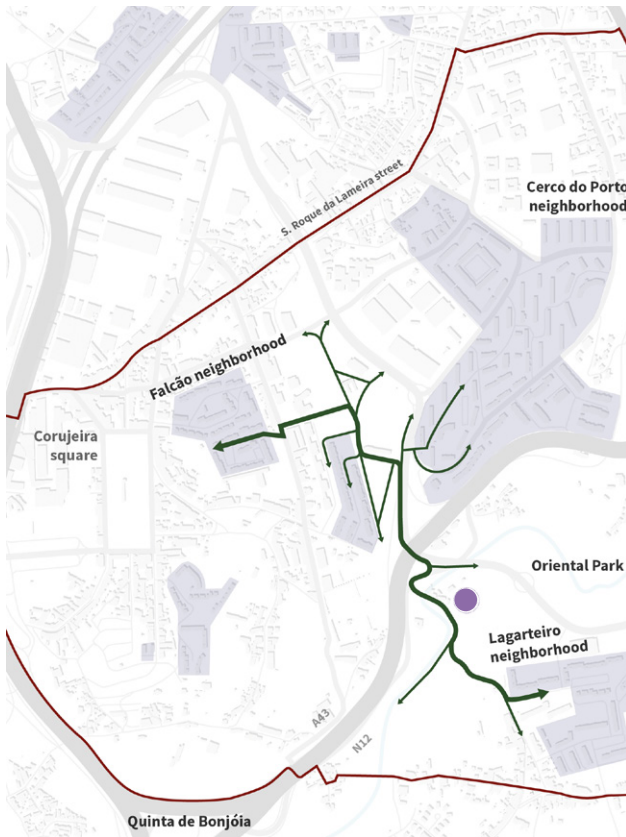 S. Roque da Lameira street
Cerco do Porto
neighborhood
Falcão neighborhood
Corujeira
square
Oriental Park
Lagarteiro
neighborhood
A43
N12
Quinta de Bonjóia